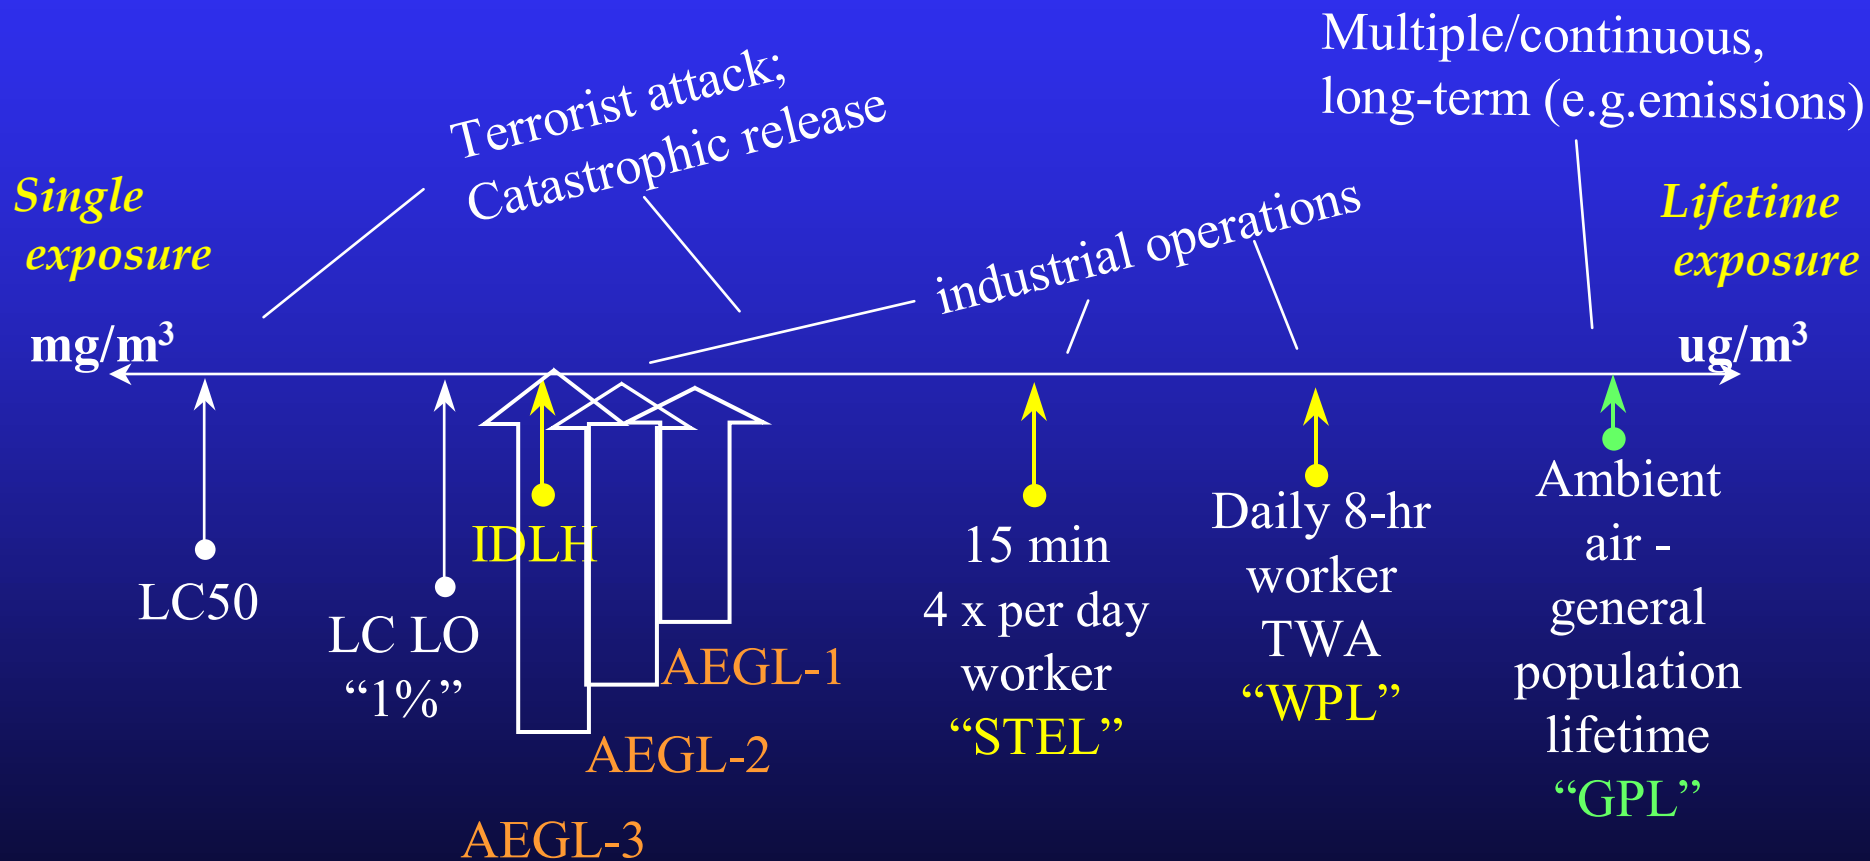 Multiple/continuous,
long-term (e.g.emissions)
Terrorist attack;
Catastrophic release
Single
exposure
industrial operations
Lifetime
exposure
mg/m³
ug/m³
LC50
LC LO
“1%”
IDLH
AEGL-1
AEGL-2
AEGL-3
15 min
4 x per day
worker
“STEL”
Daily 8-hr
worker
TWA
“WPL”
Ambient
air -
general
population
lifetime
“GPL”